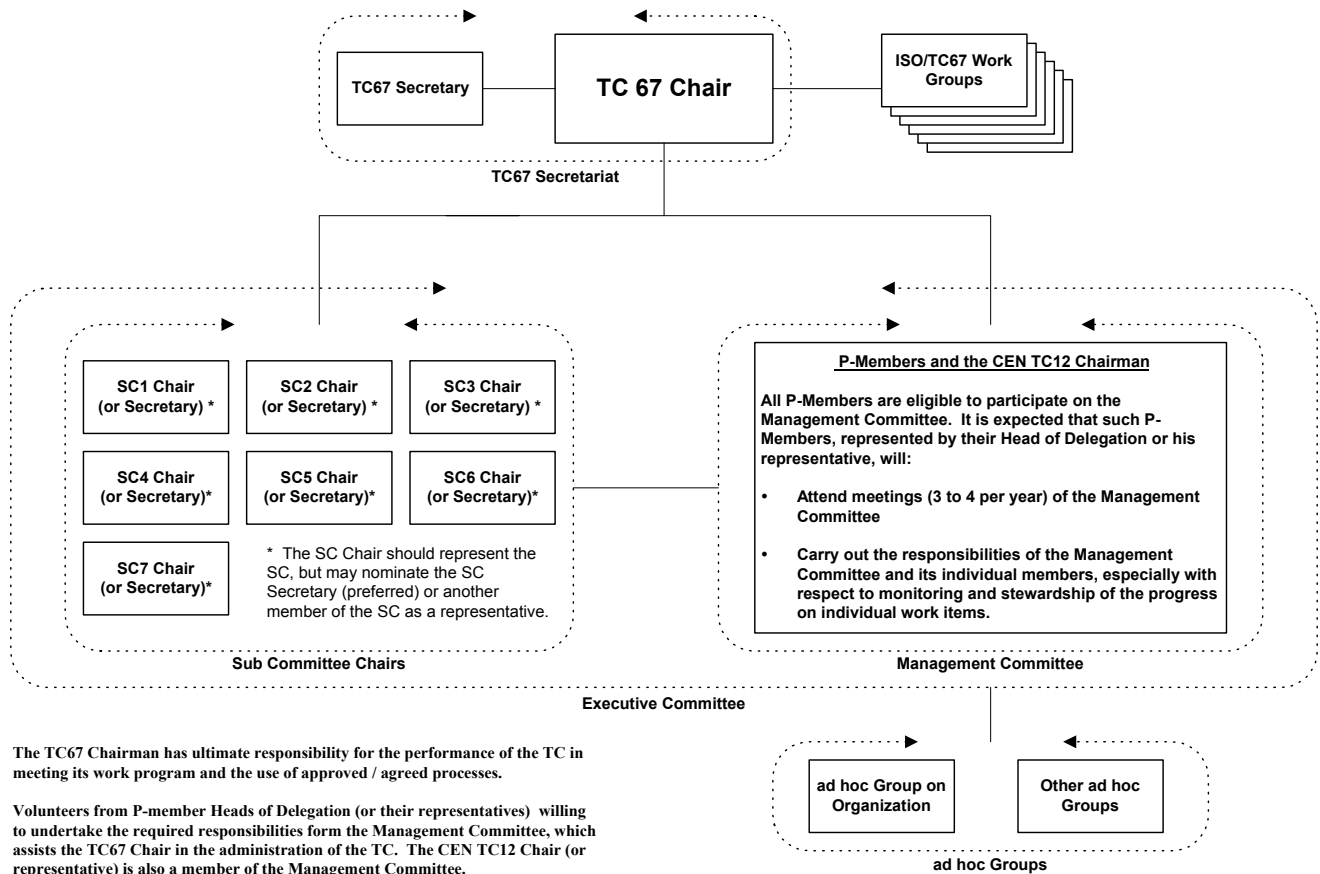 TC67 Secretary
TC 67 Chair
ISO/TC67 Work
Groups
TC67 Secretariat
SC1 Chair
(or Secretary) *
SC2 Chair
(or Secretary) *
SC3 Chair
(or Secretary) *
SC4 Chair
(or Secretary)*
SC5 Chair
(or Secretary)*
SC6 Chair
(or Secretary)*
SC7 Chair
(or Secretary)*
* The SC Chair should represent the
SC, but may nominate the SC
Secretary (preferred) or another
member of the SC as a representative.
Sub Committee Chairs
P-Members and the CEN TC12 Chairman
All P-Members are eligible to participate on the
Management Committee. It is expected that such P-
Members, represented by their Head of Delegation or his
representative, will:
• Attend meetings (3 to 4 per year) of the Management
Committee
• Carry out the responsibilities of the Management
Committee and its individual members, especially with
respect to monitoring and stewardship of the progress
on individual work items.
Management Committee
Executive Committee
The TC67 Chairman has ultimate responsibility for the performance of the TC in
meeting its work program and the use of approved / agreed processes.
Volunteers from P-member Heads of Delegation (or their representatives) willing
to undertake the required responsibilities form the Management Committee, which
assists the TC67 Chair in the administration of the TC. The CEN TC12 Chair (or
representative) is also a member of the Management Committee.
ad hoc Group on
Organization
Other ad hoc
Groups
ad hoc Groups